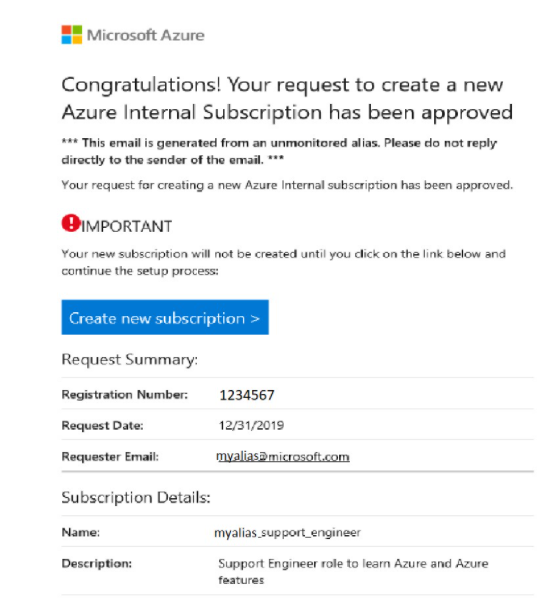 Microsoft Azure
Congratulations! Your request to create a new
Azure Internal Subscription has been approved
*** This email is generated from an unmonitored alias. Please do not reply
directly to the sender of the email. ***
Your request for creating a new Azure Internal subscription has been approved.
IMPORTANT
Your new subscription will not be created until you click on the link below and
continue the setup process:
Create new subscription >
Request Summary:
Registration Number: 1234567
Request Date: 12/31/2019
Requester Email: myalias@microsoft.com
Subscription Details:
Name: myalias_support_engineer
Description: Support Engineer role to learn Azure and Azure
features